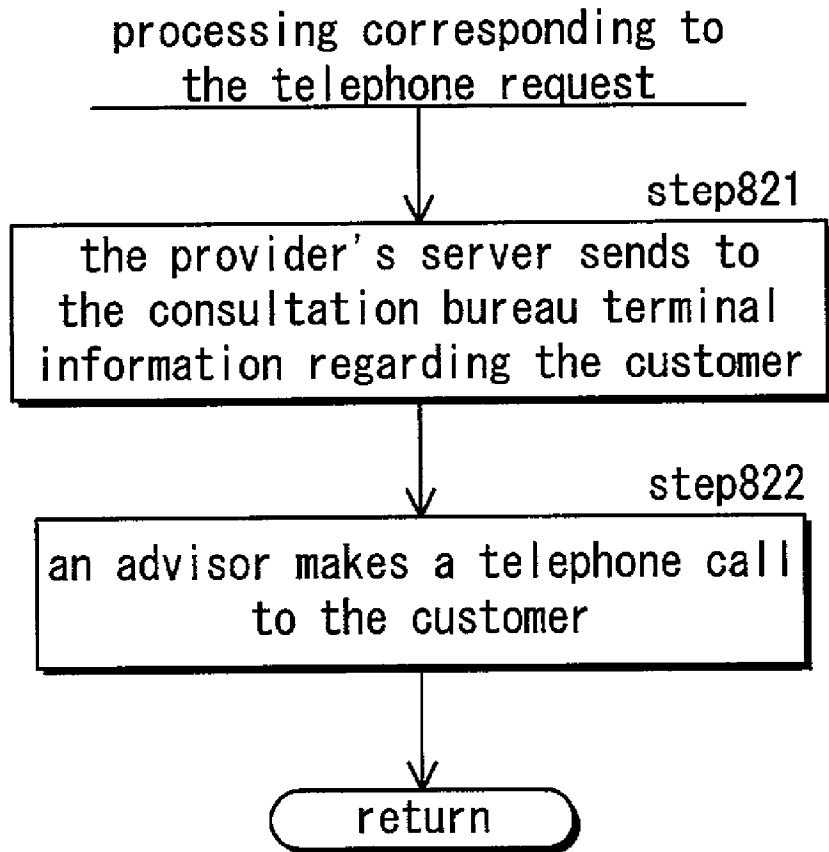 processing corresponding to
the telephone request
step821
the provider's server sends to
the consultation bureau terminal
information regarding the customer
step822
an advisor makes a telephone call
to the customer
return